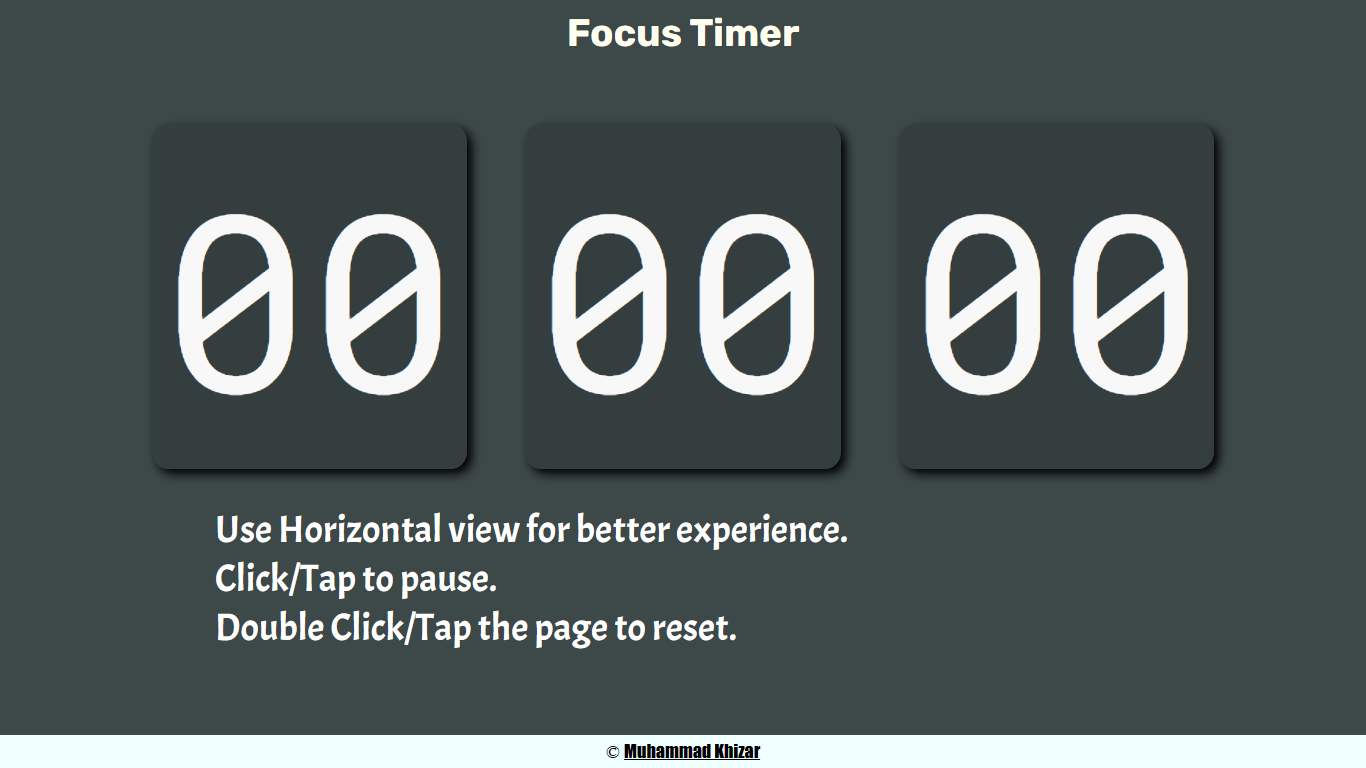 Focus Timer
00 00 00
Use Horizontal view for better experience.
Click/Tap to pause.
Double Click/Tap the page to reset.
© Muhammad Khizar